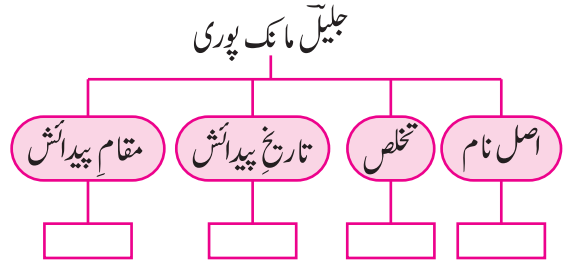 جلیلؔ مانک پوری
اصل نام
تخلص
تاریخِ پیدائش
مقامِ پیدائش